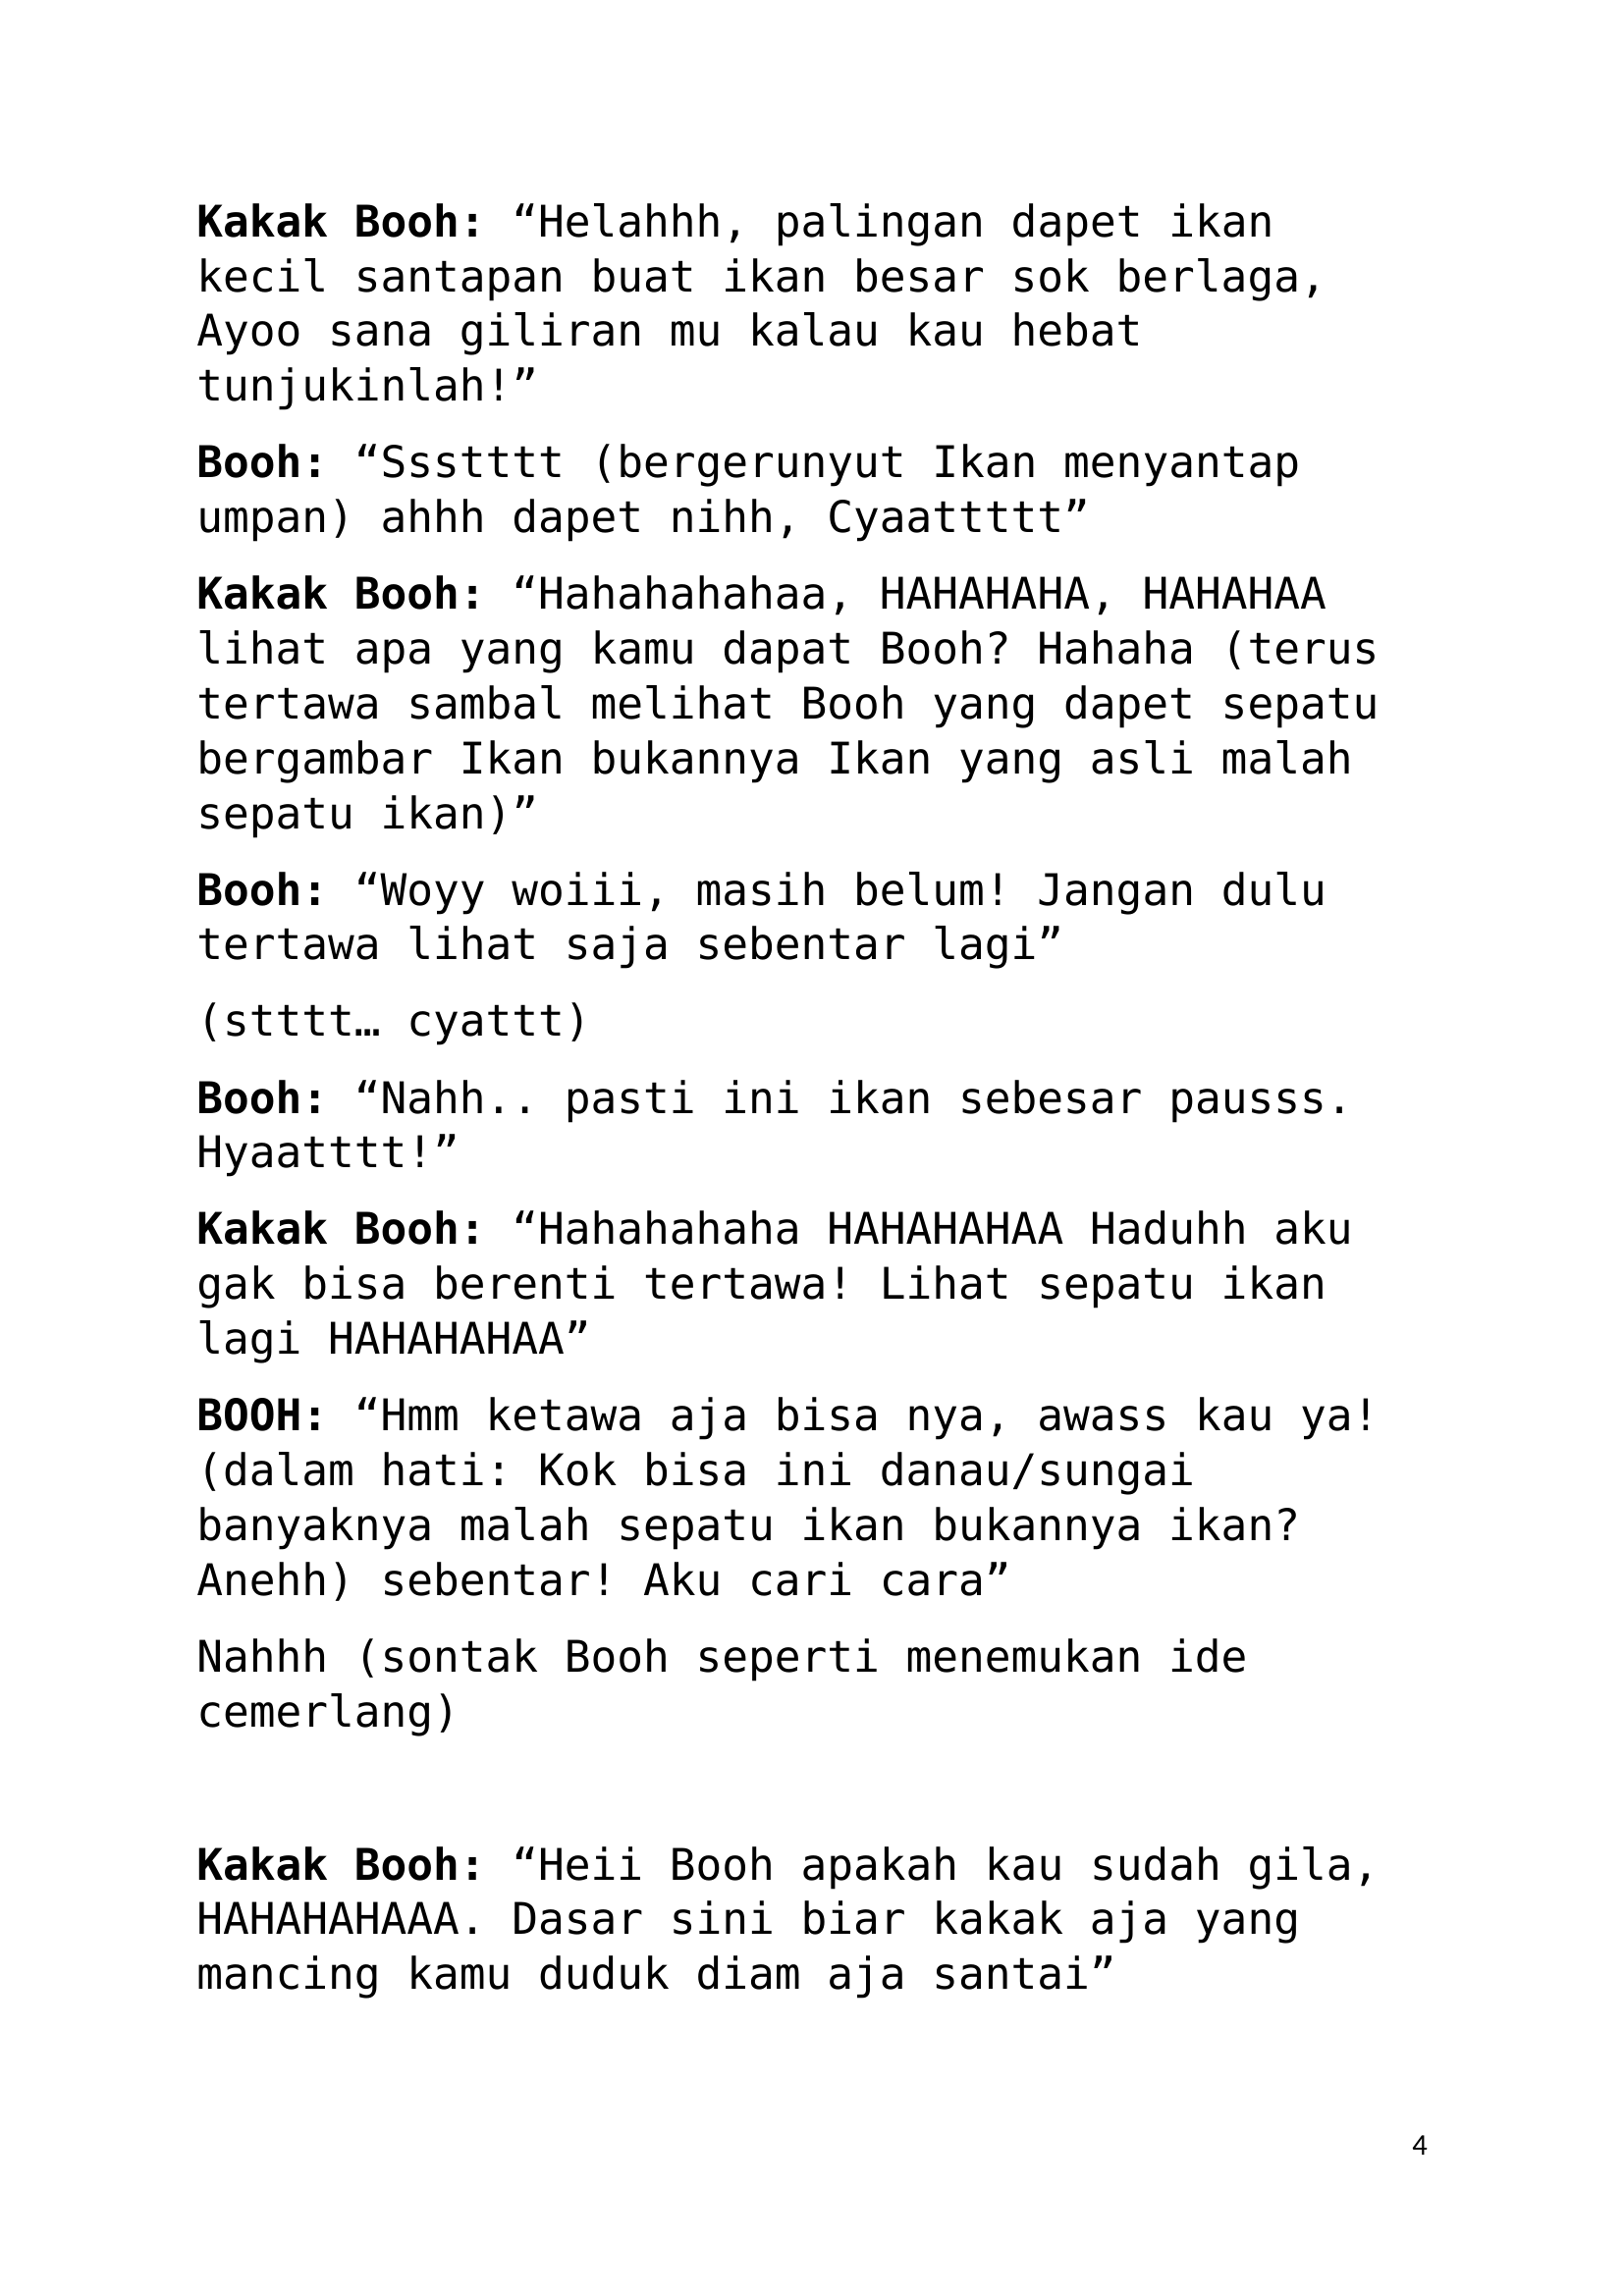 Kakak Booh: “Helahhh, palingan dapet ikan
kecil santapan buat ikan besar sok berlaga,
Ayoo sana giliran mu kalau kau hebat
tunjukinlah!”
Booh: “Ssstttt (bergerunyut Ikan menyantap
umpan) ahhh dapet nihh, Cyaattttt”
Kakak Booh: “Hahahahahaa, HAHAHAHA, HAHAHAA
lihat apa yang kamu dapat Booh? Hahaha (terus
tertawa sambal melihat Booh yang dapet sepatu
bergambar Ikan bukannya Ikan yang asli malah
sepatu ikan)”
Booh: “Woyy woiii, masih belum! Jangan dulu
tertawa lihat saja sebentar lagi”
(stttt… cyattt)
Booh: “Nahh.. pasti ini ikan sebesar pausss.
Hyaatttt!”
Kakak Booh: “Hahahahaha HAHAHAHAA Haduhh aku
gak bisa berenti tertawa! Lihat sepatu ikan
lagi HAHAHAHAA”
BOOH: “Hmm ketawa aja bisa nya, awass kau ya!
(dalam hati: Kok bisa ini danau/sungai
banyaknya malah sepatu ikan bukannya ikan?
Anehh) sebentar! Aku cari cara”
Nahhh (sontak Booh seperti menemukan ide
cemerlang)
Kakak Booh: “Heii Booh apakah kau sudah gila,
HAHAHAHAAA. Dasar sini biar kakak aja yang
mancing kamu duduk diam aja santai”
4